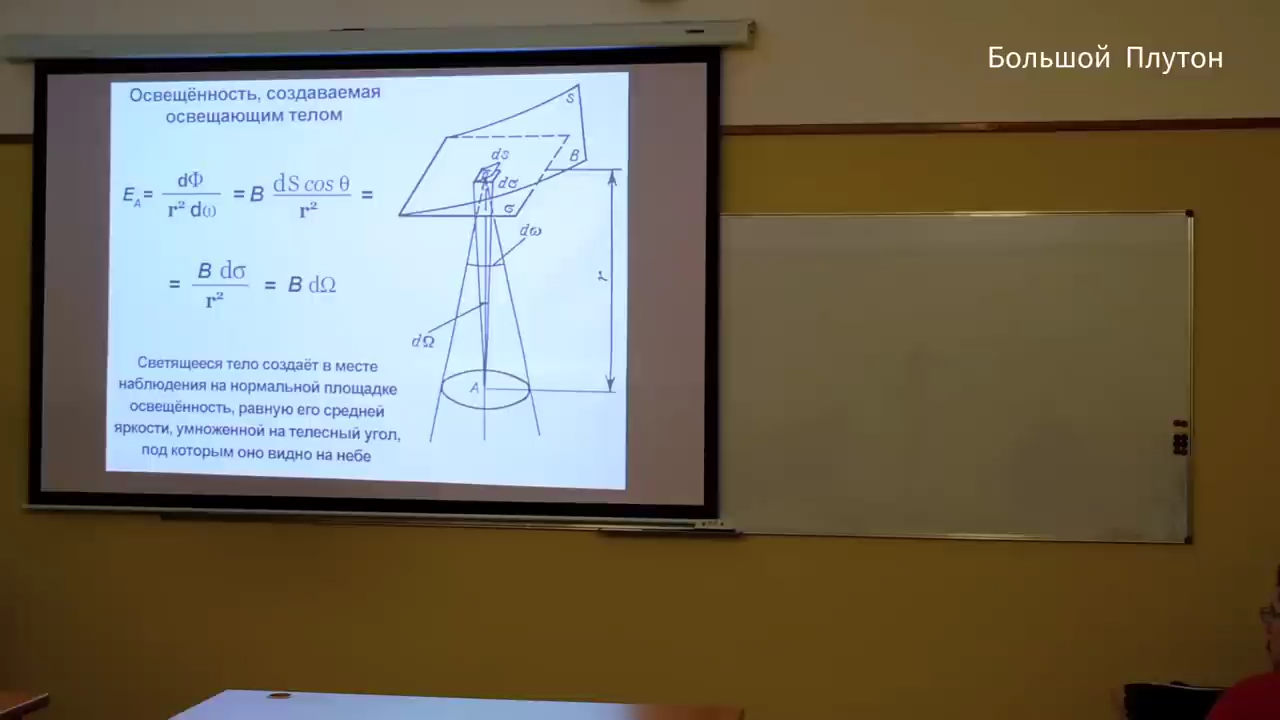 Большой Плутон
Освещённость, создаваемая
освещающим телом
E_A = dΦ / r² dω = B dS cos θ / r² =
= B dσ / r² = B dΩ
Светящееся тело создаёт в месте
наблюдения на нормальной площадке
освещённость, равную его средней
яркости, умноженной на телесный угол,
под которым оно видно на небе
S
B
dS
dσ
σ
dω
r
dΩ
A